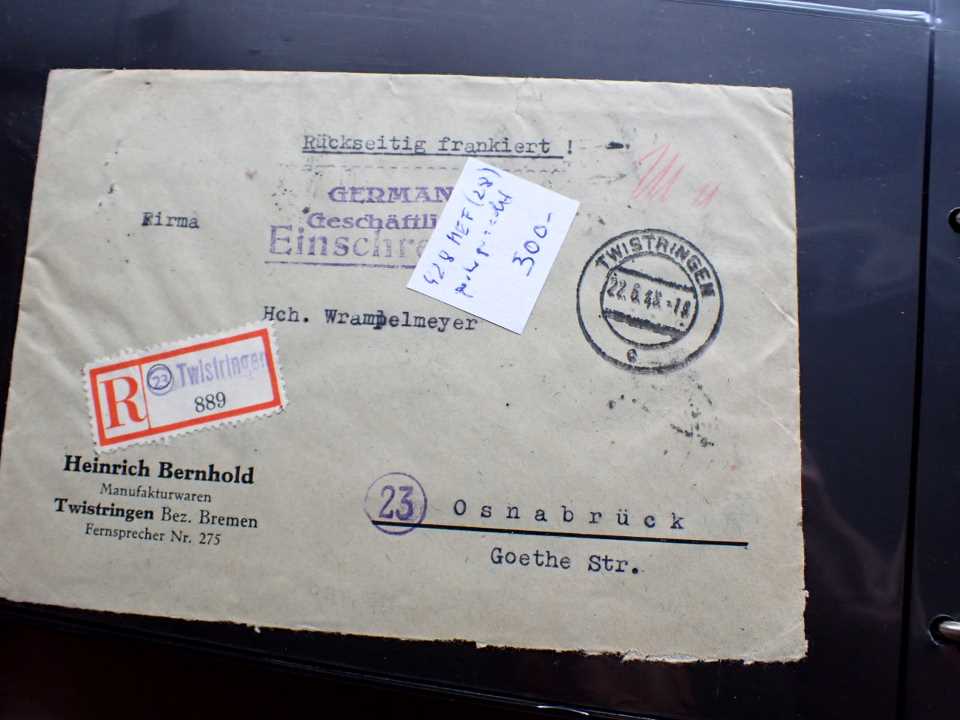 Rückseitig frankiert !
GERMAN
Firma
Geschäftli
Einschre
428 MEF (28)
300-
TWISTRINGEN
22.6.48.-18
c
Hch. Wrampelmeyer
R 23 Twistringen
889
Heinrich Bernhold
Manufakturwaren
Twistringen Bez. Bremen
Fernsprecher Nr. 275
23 Osnabrück
Goethe Str.